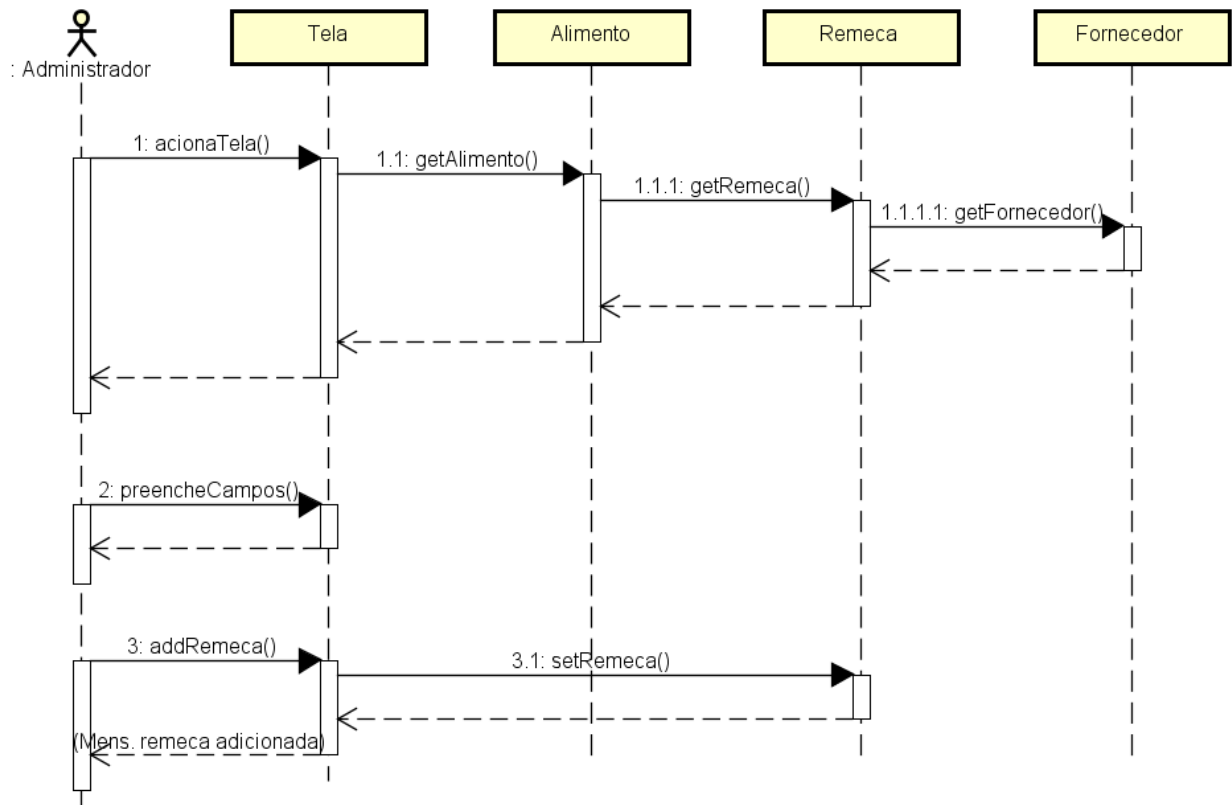 Tela
Alimento
Remeca
Fornecedor
: Administrador
1: acionaTela()
1.1: getAlimento()
1.1.1: getRemeca()
1.1.1.1: getFornecedor()
2: preencheCampos()
3: addRemeca()
3.1: setRemeca()
(Mens. remeca adicionada)